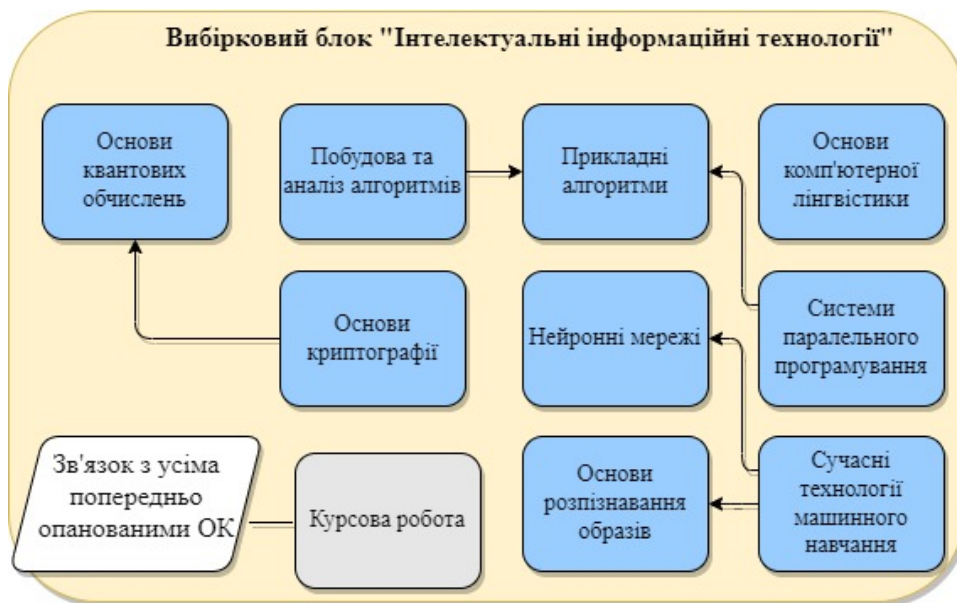 Вибірковий блок "Інтелектуальні інформаційні технології"
Основи
квантових
обчислень
Побудова та
аналіз алгоритмів
Прикладні
алгоритми
Основи
комп'ютерної
лінгвістики
Основи
криптографії
Нейронні мережі
Системи
паралельного
програмування
Зв'язок з усіма
попередньо
опанованими ОК
Курсова робота
Основи
розпізнавання
образів
Сучасні
технології
машинного
навчання